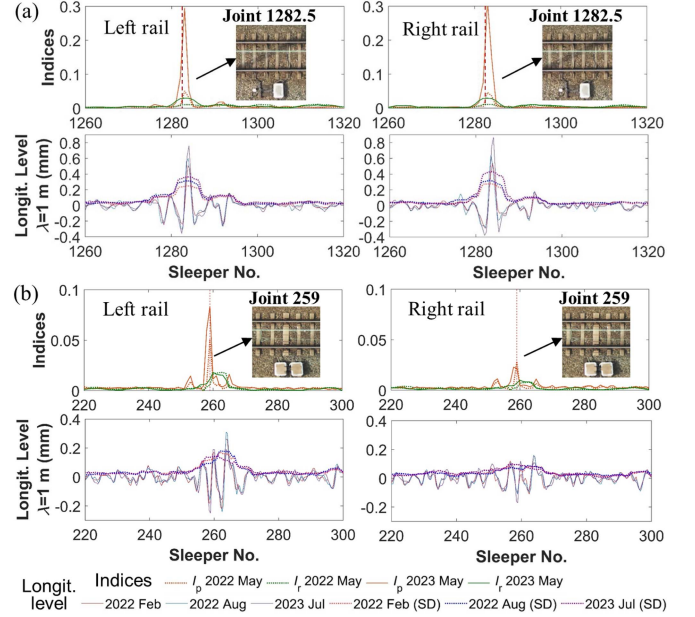 (a)
Left rail
Joint 1282.5
Right rail
Joint 1282.5
Indices
0.3
0.2
0.1
0
1260 1280 1300 1320
0.3
0.2
0.1
0
1260 1280 1300 1320
Longit. Level
λ=1 m (mm)
0.8
0.6
0.4
0.2
0
-0.2
-0.4
1260 1280 1300 1320
Sleeper No.
0.8
0.6
0.4
0.2
0
-0.2
-0.4
1260 1280 1300 1320
Sleeper No.
(b)
Left rail
Joint 259
Right rail
Joint 259
Indices
0.1
0.05
0
220 240 260 280 300
0.1
0.05
0
220 240 260 280 300
Longit. Level
λ=1 m (mm)
0.4
0.2
0
-0.2
220 240 260 280 300
Sleeper No.
0.4
0.2
0
-0.2
220 240 260 280 300
Sleeper No.
Indices Ip 2022 May Ir 2022 May Ip 2023 May Ir 2023 May
Longit.
level
2022 Feb 2022 Aug 2023 Jul 2022 Feb (SD) 2022 Aug (SD) 2023 Jul (SD)